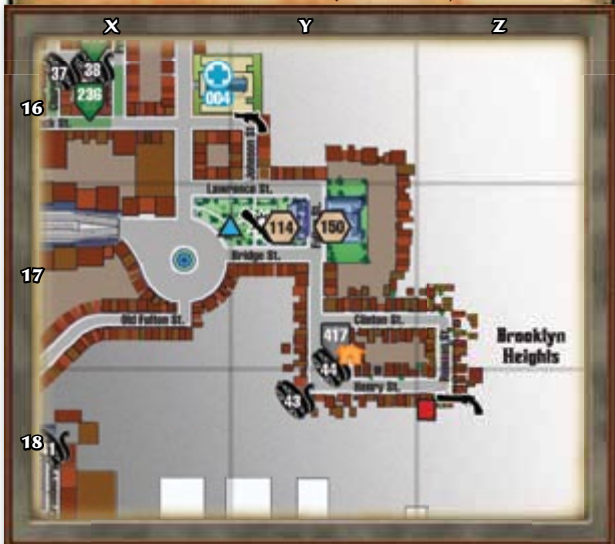 X Y Z
37 38
236
004
16
Lawrence St.
114 150
Bridge St.
17
Old Fulton St.
Clinton St.
417
Brooklyn
Heights
44
Henry St.
43
18